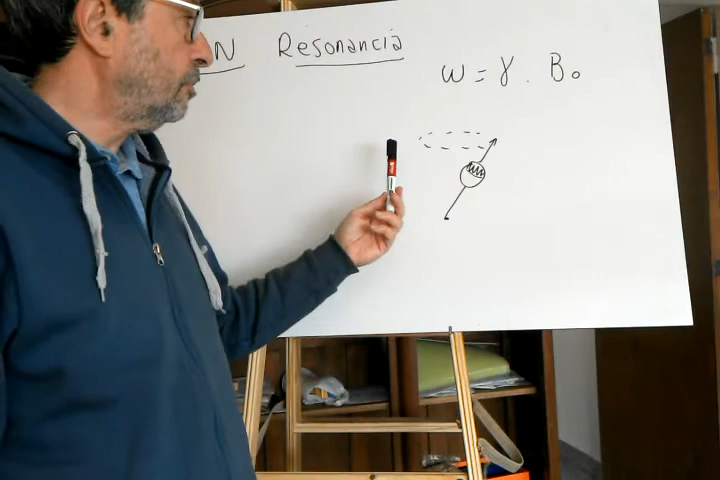 N Resonancia
ω = γ . B₀